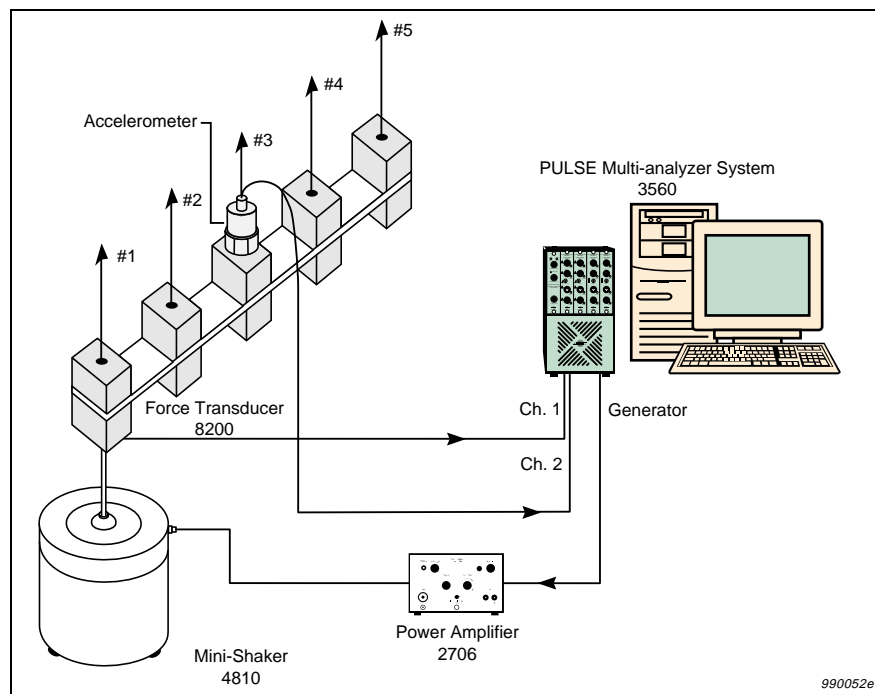 #5
#4
Accelerometer
#3
#2
#1
PULSE Multi-analyzer System
3560
Force Transducer
8200
Ch. 1
Generator
Ch. 2
Power Amplifier
2706
Mini-Shaker
4810
990052e